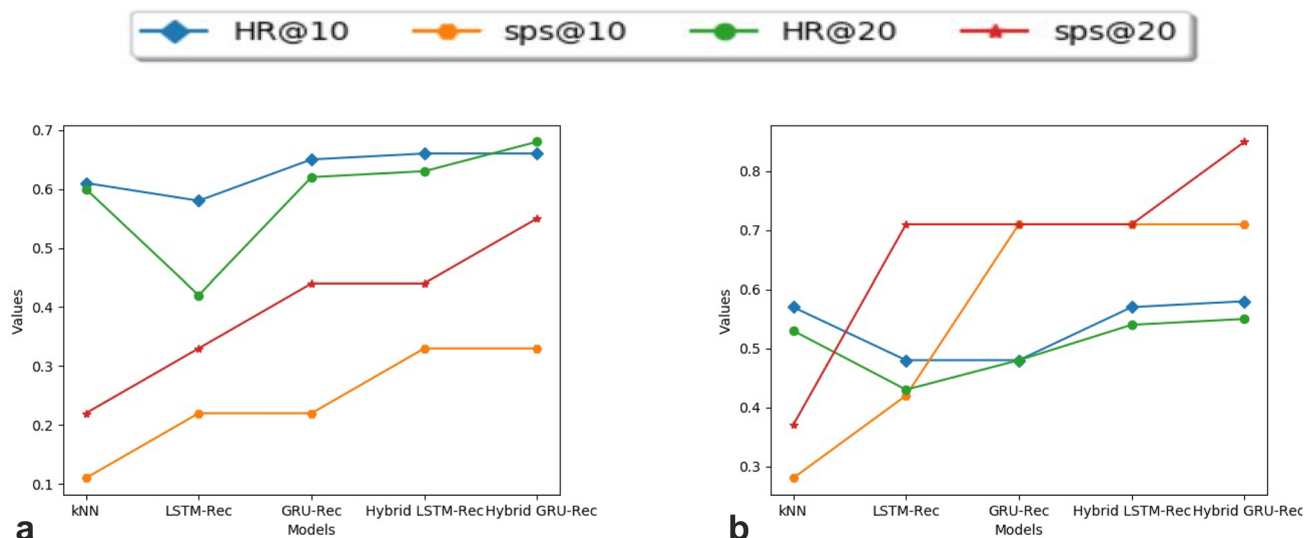 HR@10 sps@10 HR@20 sps@20
0.7
0.6
0.5
0.4
0.3
0.2
0.1
Values
kNN LSTM-Rec GRU-Rec Hybrid LSTM-Rec Hybrid GRU-Rec
Models
a
0.8
0.7
0.6
0.5
0.4
0.3
Values
kNN LSTM-Rec GRU-Rec Hybrid LSTM-Rec Hybrid GRU-Rec
Models
b